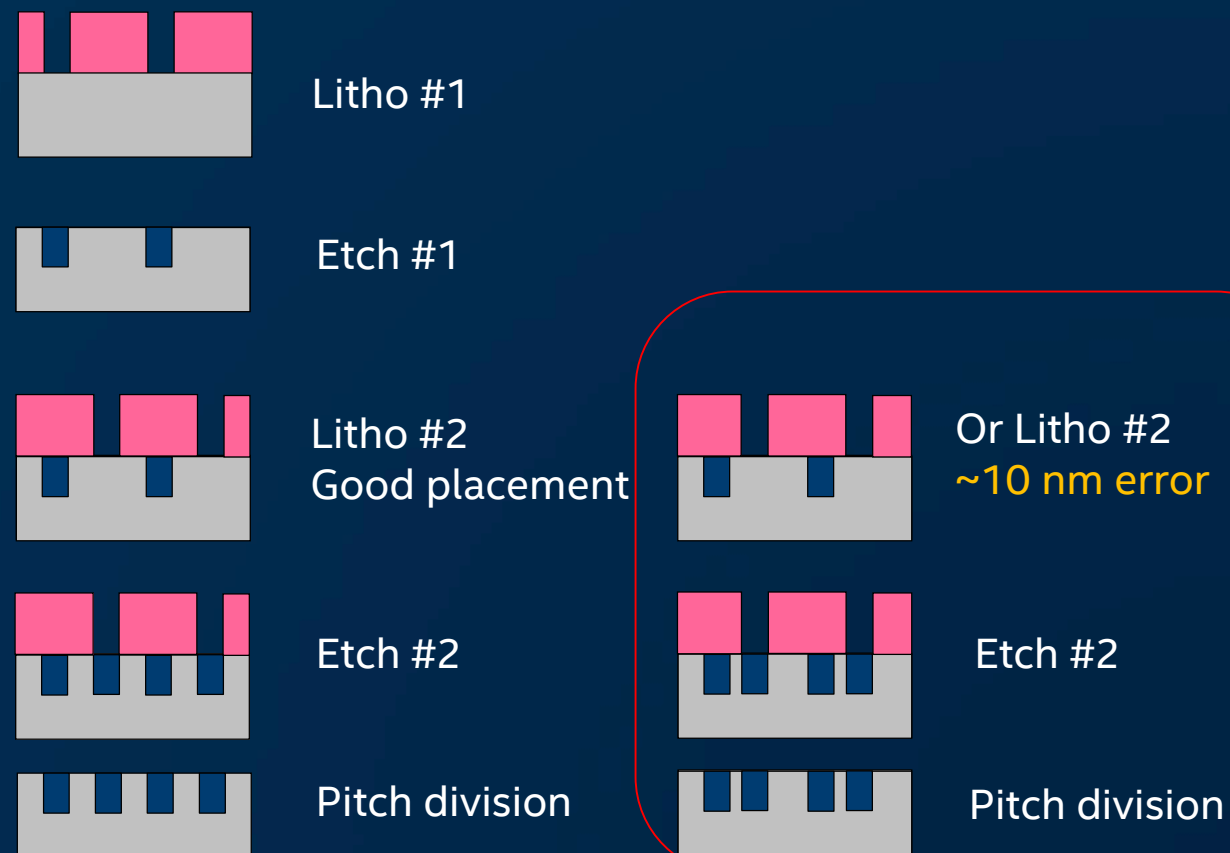 Litho #1
Etch #1
Litho #2
Good placement
Or Litho #2
~10 nm error
Etch #2
Etch #2
Pitch division
Pitch division